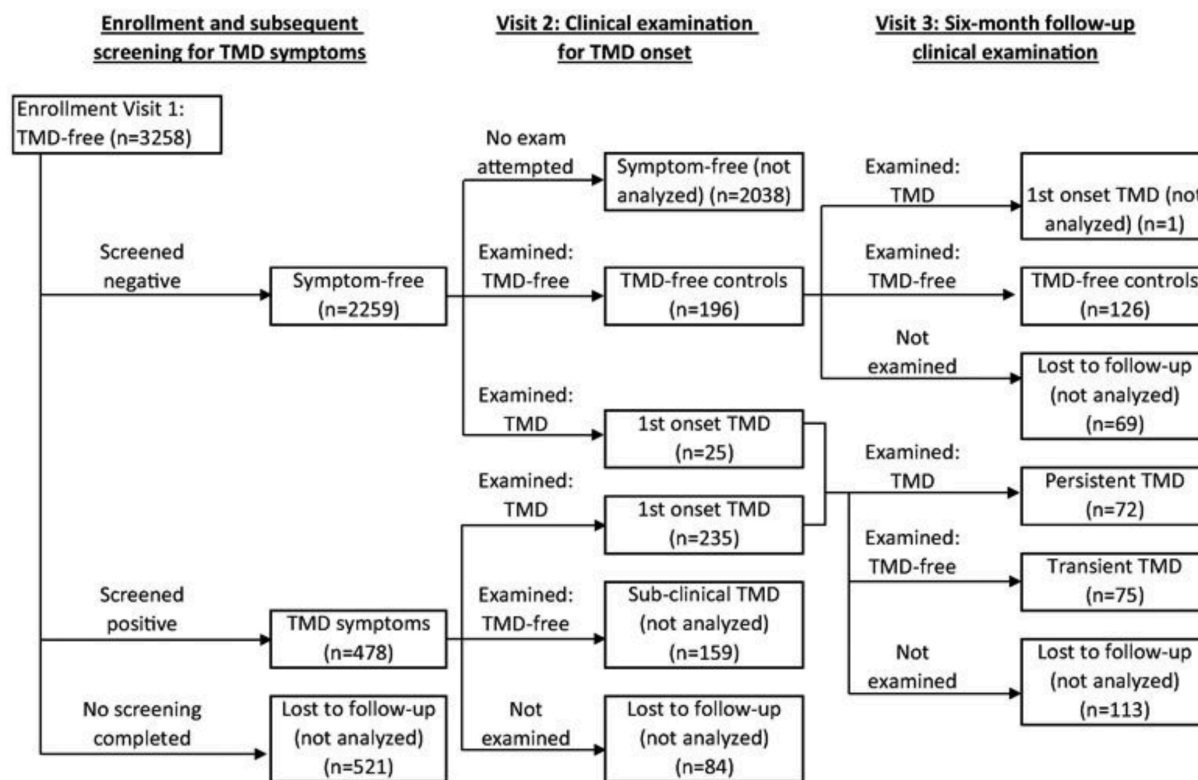 Enrollment and subsequent
screening for TMD symptoms
Visit 2: Clinical examination
for TMD onset
Visit 3: Six-month follow-up
clinical examination
Enrollment Visit 1:
TMD-free (n=3258)
Screened
negative
Symptom-free
(n=2259)
Screened
positive
TMD symptoms
(n=478)
No screening
completed
Lost to follow-up
(not analyzed)
(n=521)
No exam
attempted
Symptom-free (not
analyzed) (n=2038)
Examined:
TMD-free
TMD-free controls
(n=196)
Examined:
TMD
1st onset TMD
(n=25)
Examined:
TMD
1st onset TMD
(n=235)
Examined:
TMD-free
Sub-clinical TMD
(not analyzed)
(n=159)
Not
examined
Lost to follow-up
(not analyzed)
(n=84)
Examined:
TMD
1st onset TMD (not
analyzed) (n=1)
Examined:
TMD-free
TMD-free controls
(n=126)
Not
examined
Lost to follow-up
(not analyzed)
(n=69)
Examined:
TMD
Persistent TMD
(n=72)
Examined:
TMD-free
Transient TMD
(n=75)
Not
examined
Lost to follow-up
(not analyzed)
(n=113)